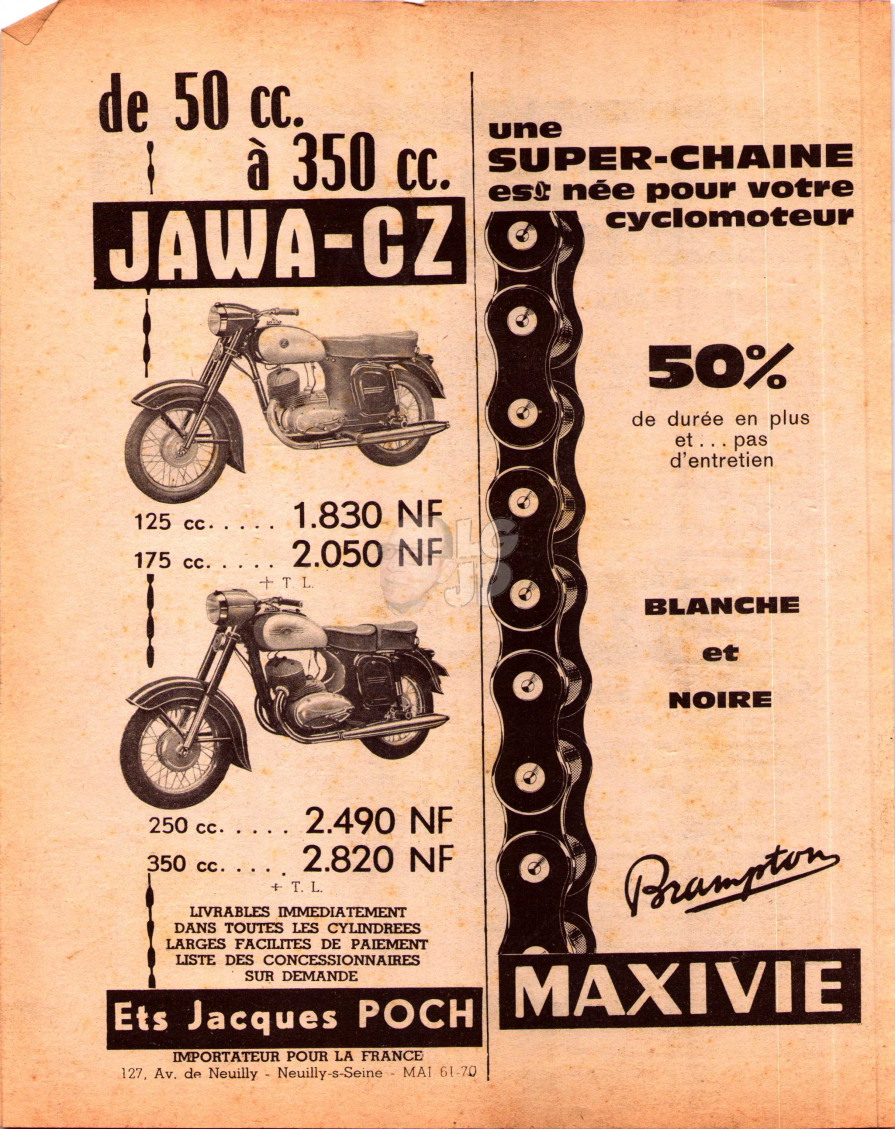 de 50 cc.
à 350 cc.
JAWA-CZ
125 cc. . . . . 1.830 NF
175 cc. . . . . 2.050 NF
+ T. L.
250 cc. . . . . 2.490 NF
350 cc. . . . . 2.820 NF
+ T. L.
LIVRABLES IMMEDIATEMENT
DANS TOUTES LES CYLINDREES
LARGES FACILITES DE PAIEMENT
LISTE DES CONCESSIONNAIRES
SUR DEMANDE
Ets Jacques POCH
IMPORTATEUR POUR LA FRANCE
127, Av. de Neuilly - Neuilly-s-Seine - MAI 61-70
une
SUPER-CHAINE
est née pour votre
cyclomoteur
50%
de durée en plus
et . . . pas
d'entretien
BLANCHE
et
NOIRE
Brampton
MAXIVIE
LG
JP